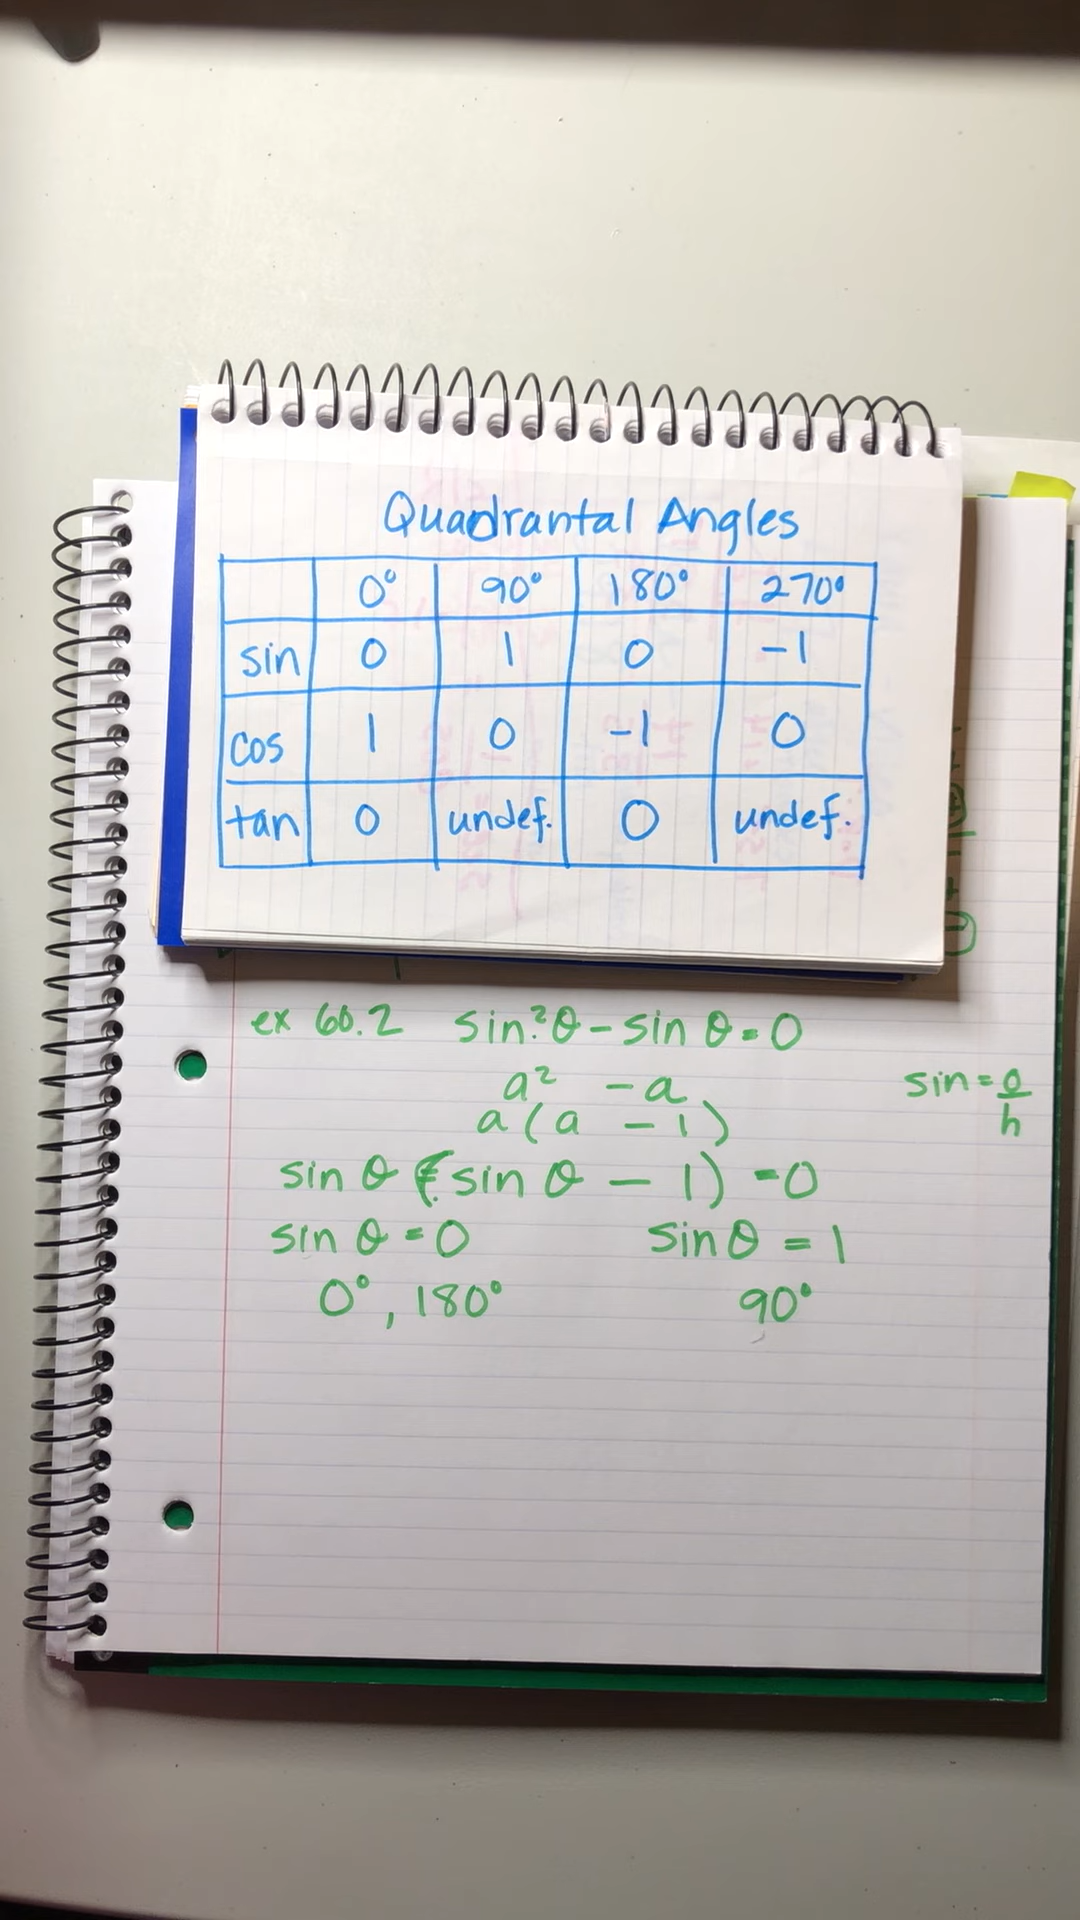 Quadrantal Angles
0° 90° 180° 270°
sin 0 1 0 -1
cos 1 0 -1 0
tan 0 undef. 0 undef.
ex 60.2 sin²θ - sin θ = 0
a² - a
sin = o/h
a(a - 1)
sin θ (sin θ - 1) = 0
sin θ = 0 sin θ = 1
0°, 180° 90°